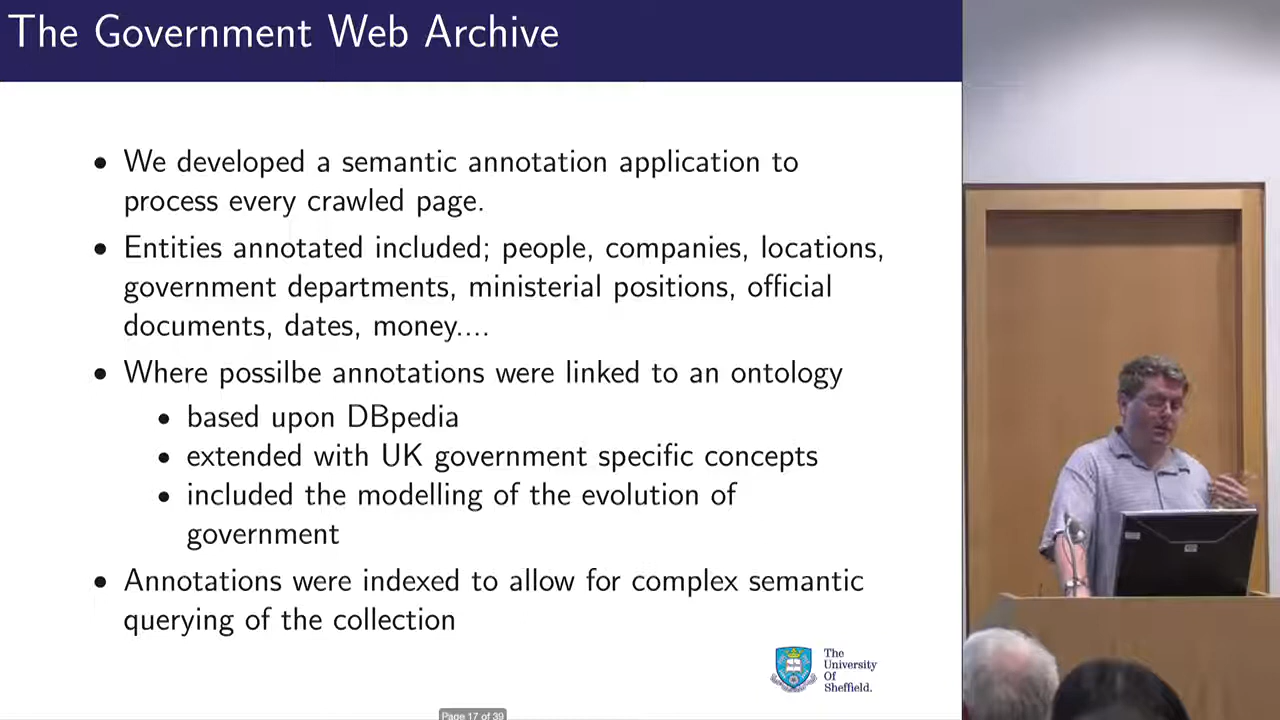 The Government Web Archive
• We developed a semantic annotation application to
process every crawled page.
• Entities annotated included; people, companies, locations,
government departments, ministerial positions, official
documents, dates, money....
• Where possilbe annotations were linked to an ontology
• based upon DBpedia
• extended with UK government specific concepts
• included the modelling of the evolution of
government
• Annotations were indexed to allow for complex semantic
querying of the collection
The
University
Of
Sheffield.
Page 17 of 39